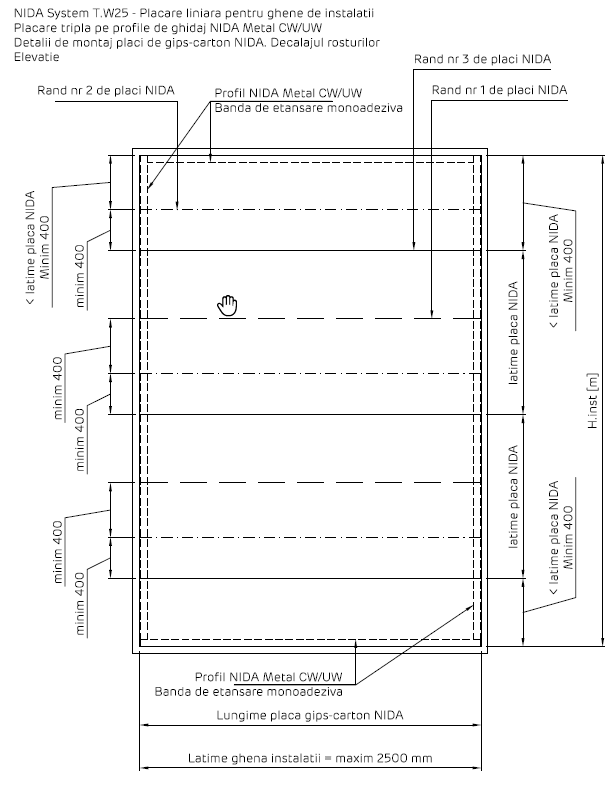 NIDA System T.W25 - Placare liniara pentru ghene de instalatii
Placare tripla pe profile de ghidaj NIDA Metal CW/UW
Detalii de montaj placi de gips-carton NIDA. Decalajul rosturilor
Elevatie
Rand nr 3 de placi NIDA
Rand nr 2 de placi NIDA
Profil NIDA Metal CW/UW
Banda de etansare monoadeziva
Rand nr 1 de placi NIDA
< latime placa NIDA
Minim 400
minim 400
< latime placa NIDA
Minim 400
latime placa NIDA
minim 400
minim 400
H.inst [m]
latime placa NIDA
minim 400
minim 400
< latime placa NIDA
Minim 400
Profil NIDA Metal CW/UW
Banda de etansare monoadeziva
Lungime placa gips-carton NIDA
Latime ghena instalatii = maxim 2500 mm